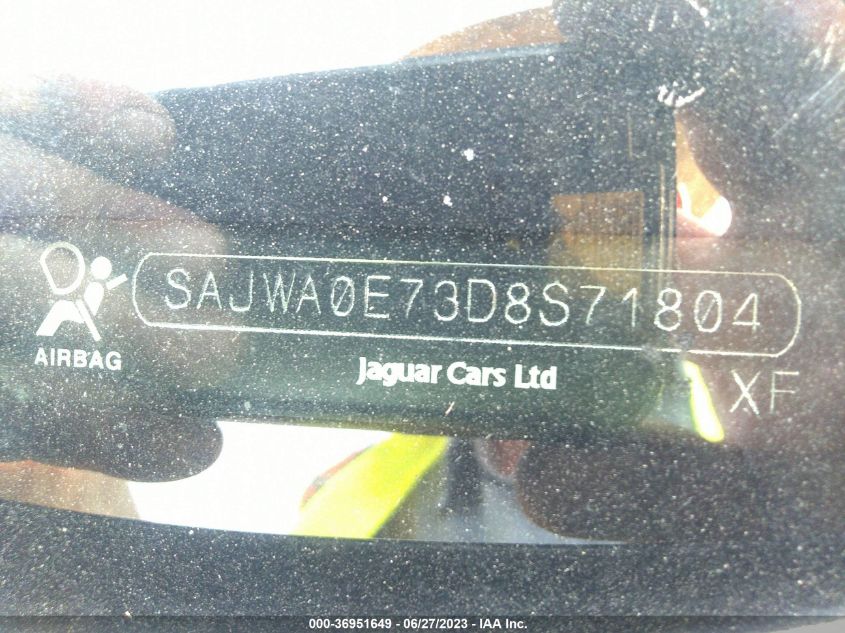 SAJWA0E73D8S71804
AIRBAG
Jaguar Cars Ltd
XF
000-36951649 - 06/27/2023 - IAA Inc.